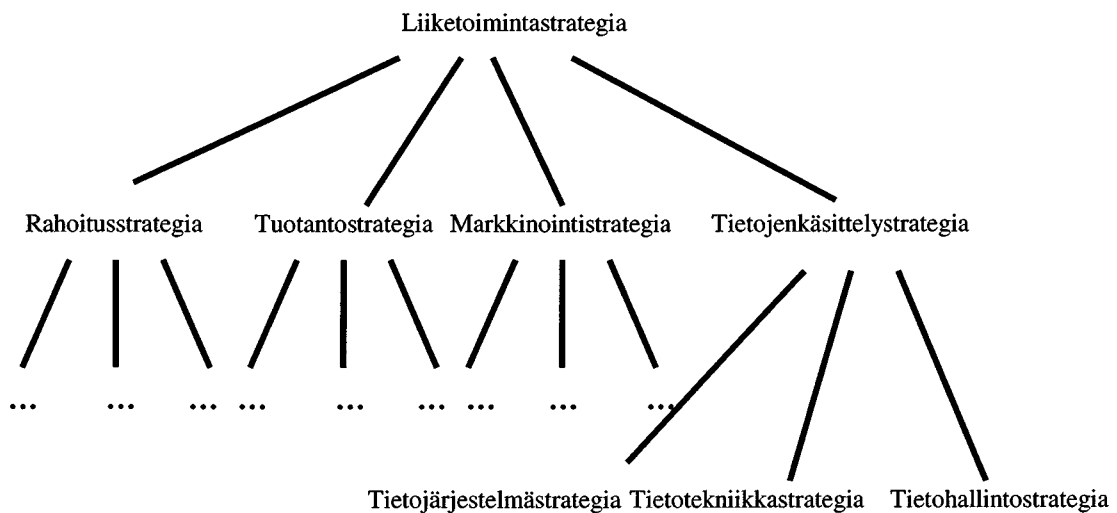 Liiketoimintastrategia
Rahoitusstrategia Tuotantostrategia Markkinointistrategia Tietojenkäsittelystrategia
... ... ... ... ... ... ... ... ...
Tietojärjestelmästrategia Tietotekniikkastrategia Tietohallintostrategia